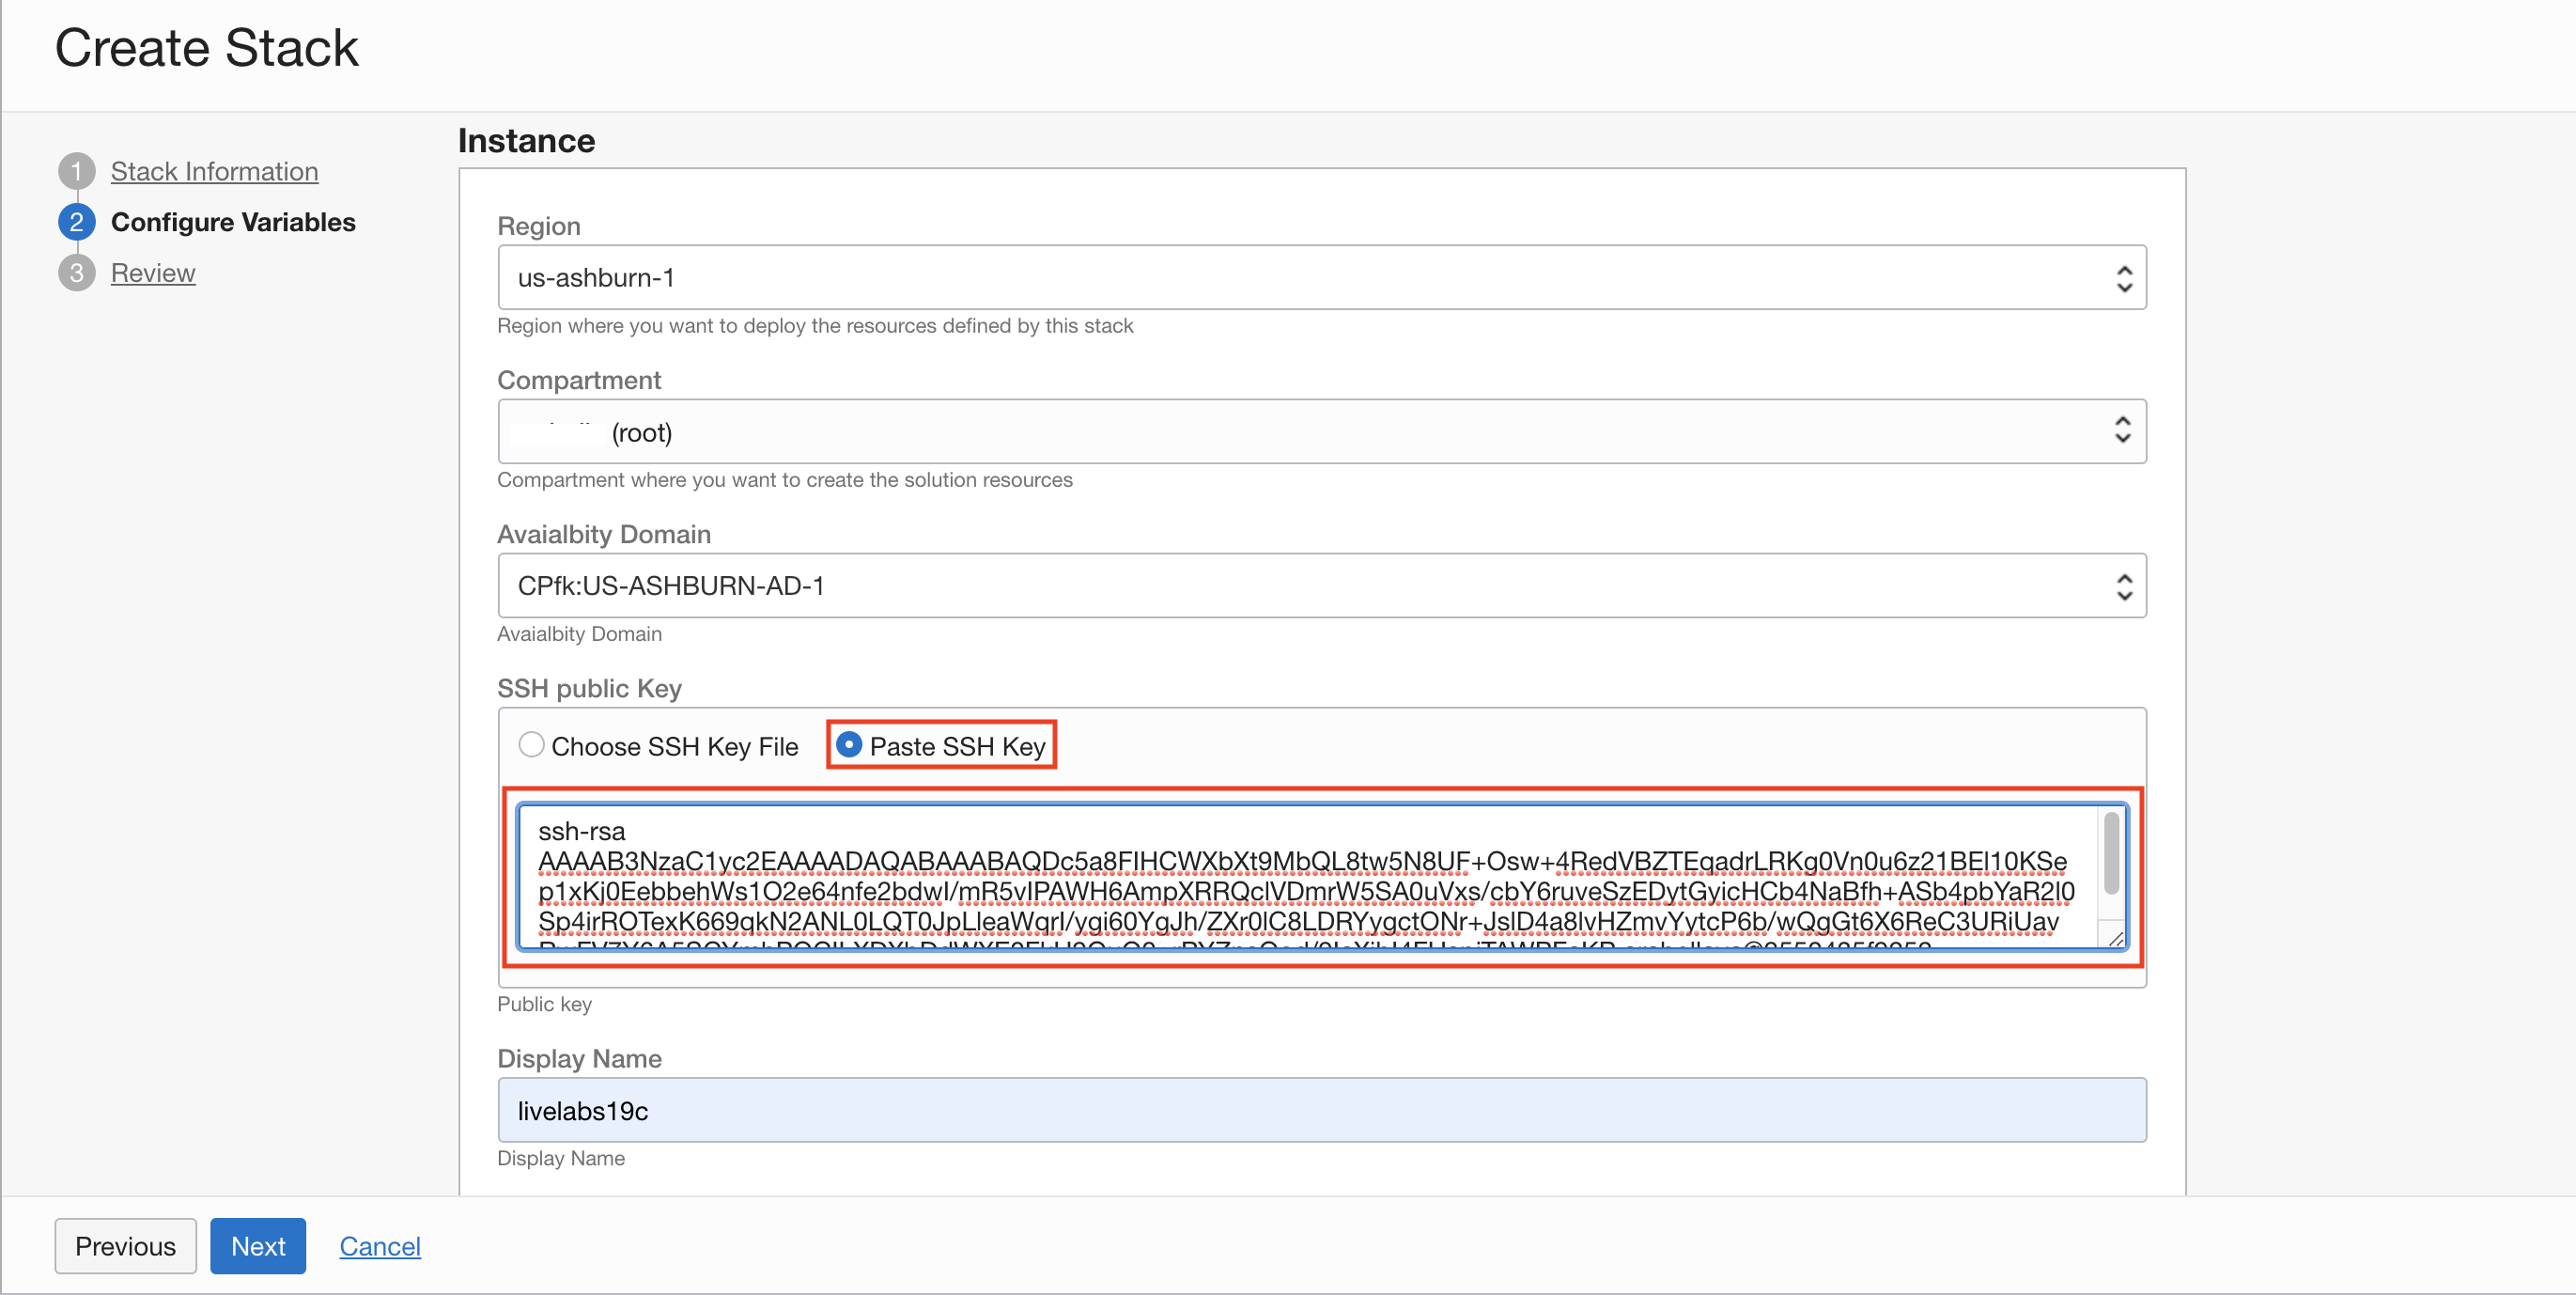 Create Stack
1 Stack Information
2 Configure Variables
3 Review
Instance
Region
us-ashburn-1
Region where you want to deploy the resources defined by this stack
Compartment
(root)
Compartment where you want to create the solution resources
Avaialbity Domain
CPfk:US-ASHBURN-AD-1
Avaialbity Domain
SSH public Key
Choose SSH Key File Paste SSH Key
ssh-rsa
AAAAB3NzaC1yc2EAAAADAQABAAABAQDc5a8FIHCWXbXt9MbQL8tw5N8UF+Osw+4RedVBZTEqadrLRKg0Vn0u6z21BEl10KSe
p1xKj0EebbehWs1O2e64nfe2bdwI/mR5vIPAWH6AmpXRRQclVDmrW5SA0uVxs/cbY6ruveSzEDytGyicHCb4NaBfh+ASb4pbYaR2l0
Sp4irROTexK669qkN2ANL0LQT0JpLleaWqrI/ygi60YgJh/ZXr0lC8LDRYygctONr+JsID4a8lvHZmvYytcP6b/wQgGt6X6ReC3URiUav
Public key
Display Name
livelabs19c
Display Name
Previous Next Cancel